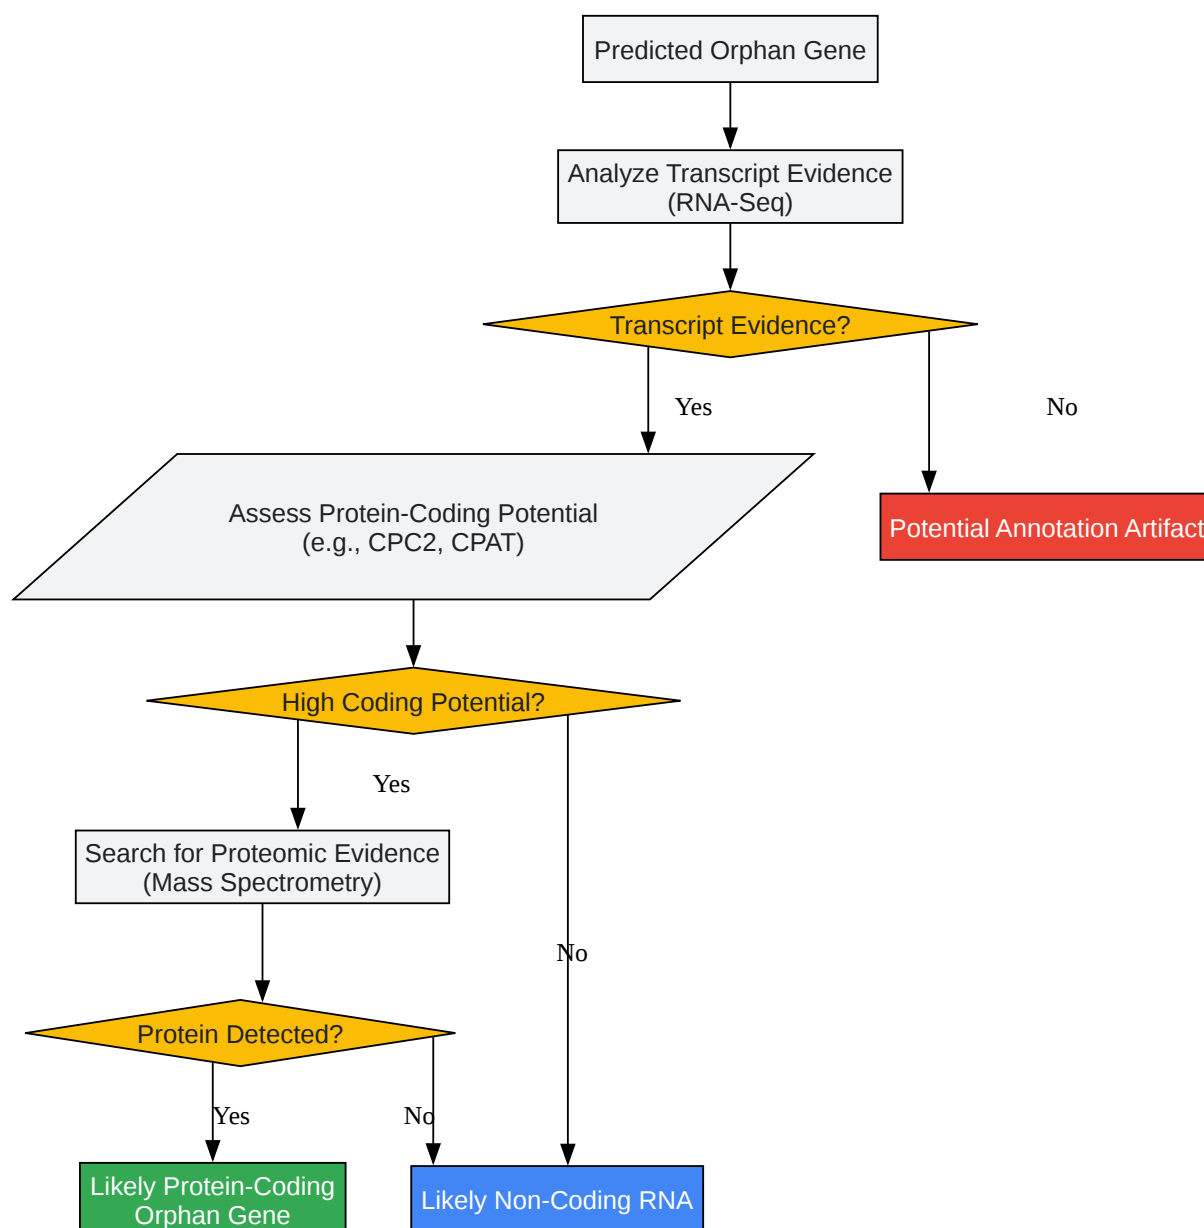 Predicted Orphan Gene
Analyze Transcript Evidence
(RNA-Seq)
Transcript Evidence?
Yes
No
Assess Protein-Coding Potential
(e.g., CPC2, CPAT)
Potential Annotation Artifact
High Coding Potential?
Yes
Search for Proteomic Evidence
(Mass Spectrometry)
No
Protein Detected?
Yes
No
Likely Protein-Coding
Orphan Gene
Likely Non-Coding RNA